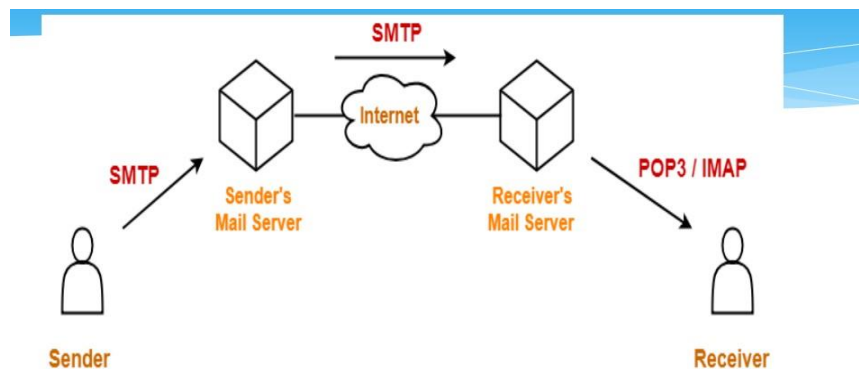 SMTP
Internet
SMTP
POP3 / IMAP
Sender's
Mail Server
Receiver's
Mail Server
Sender
Receiver